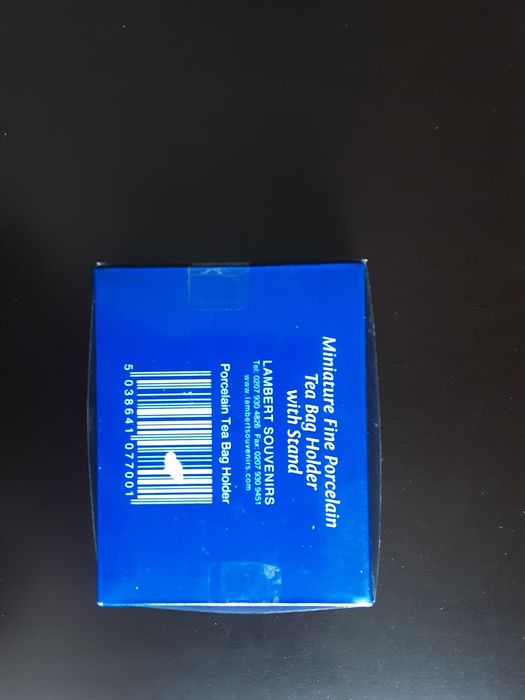 Miniature Fine Porcelain
Tea Bag Holder
with Stand
LAMBERT SOUVENIRS
Tel: 0207 930 4826 Fax: 0207 930 9451
www.lambertsouvenirs.com
Porcelain Tea Bag Holder
5 038641 077001